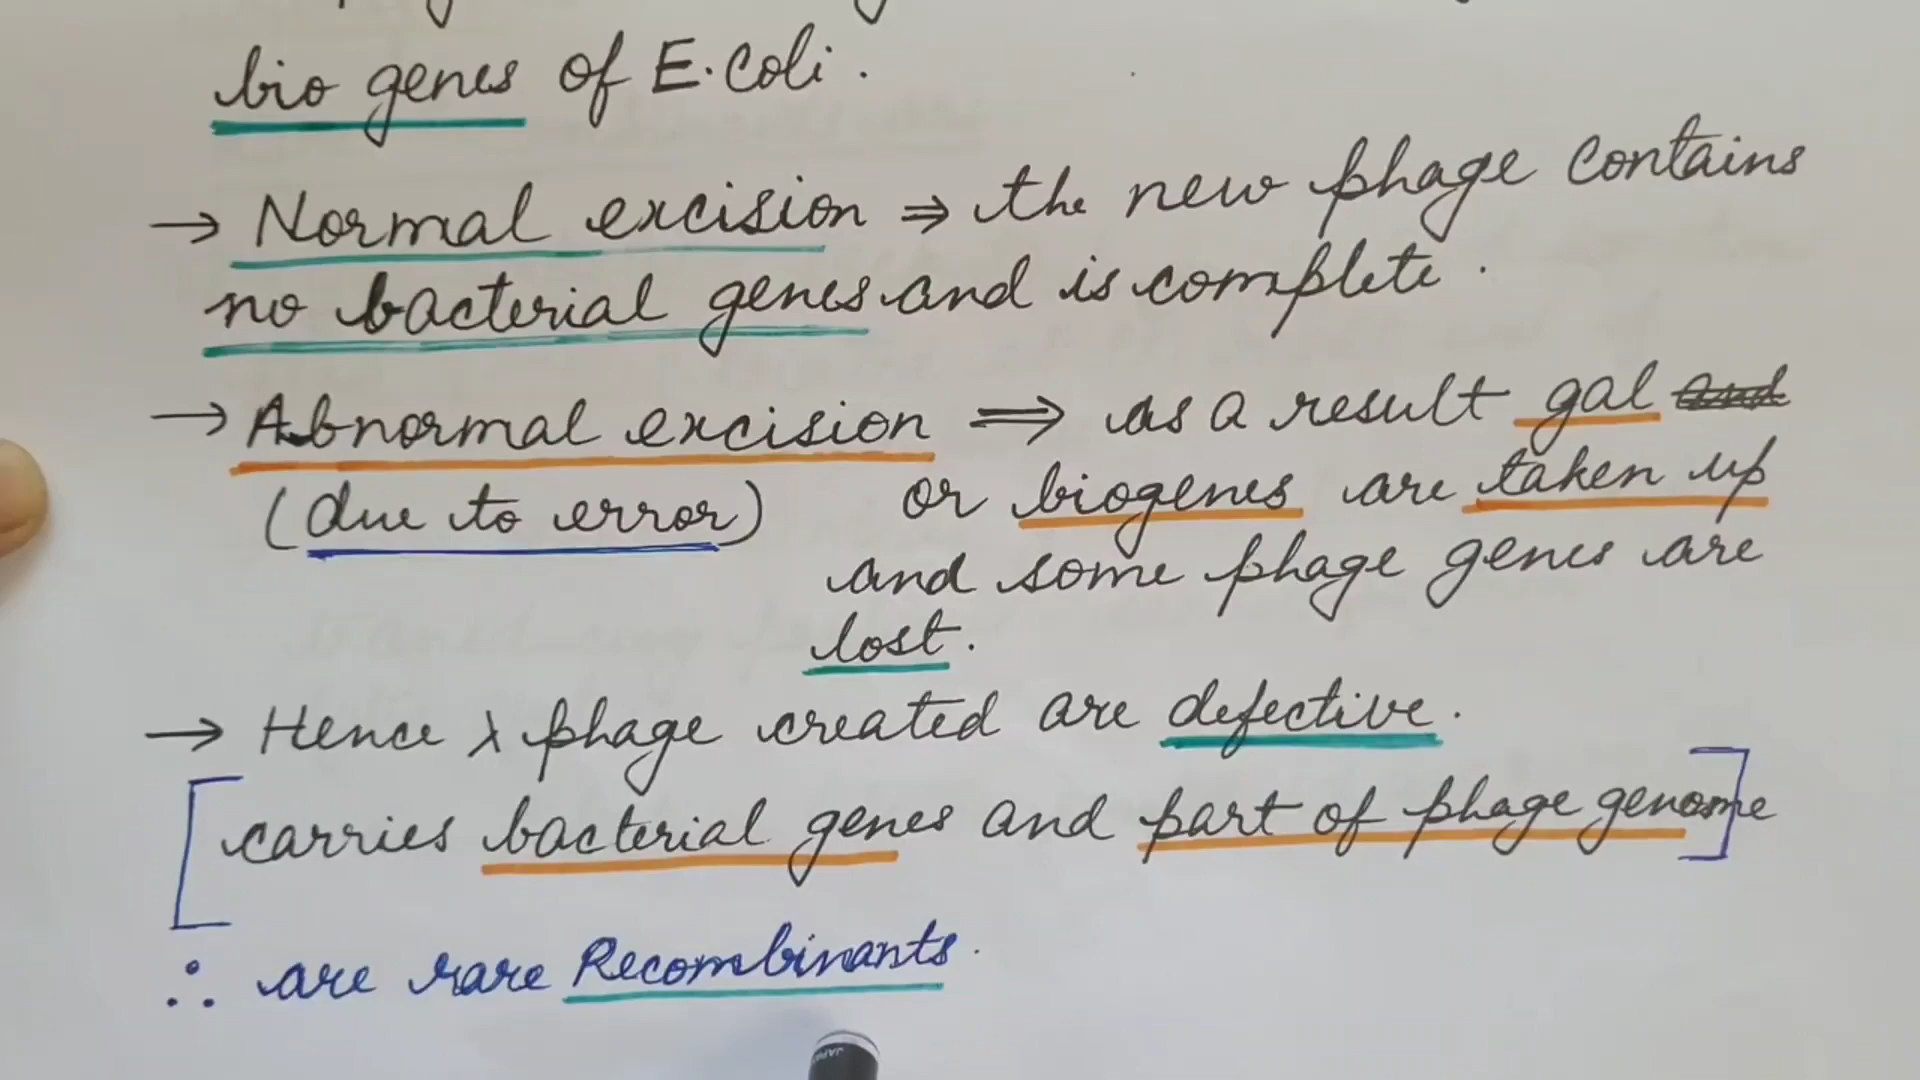 bio genes of E. Coli.
→ Normal excision ⇒ the new phage contains
no bacterial genes and is complete.
→ Abnormal excision ⇒ as a result gal and
(due to error) or biogenes are taken up
and some phage genes are
lost.
→ Hence λ phage created are defective.
[carries bacterial genes and part of phage genome]
∴ are rare Recombinants.